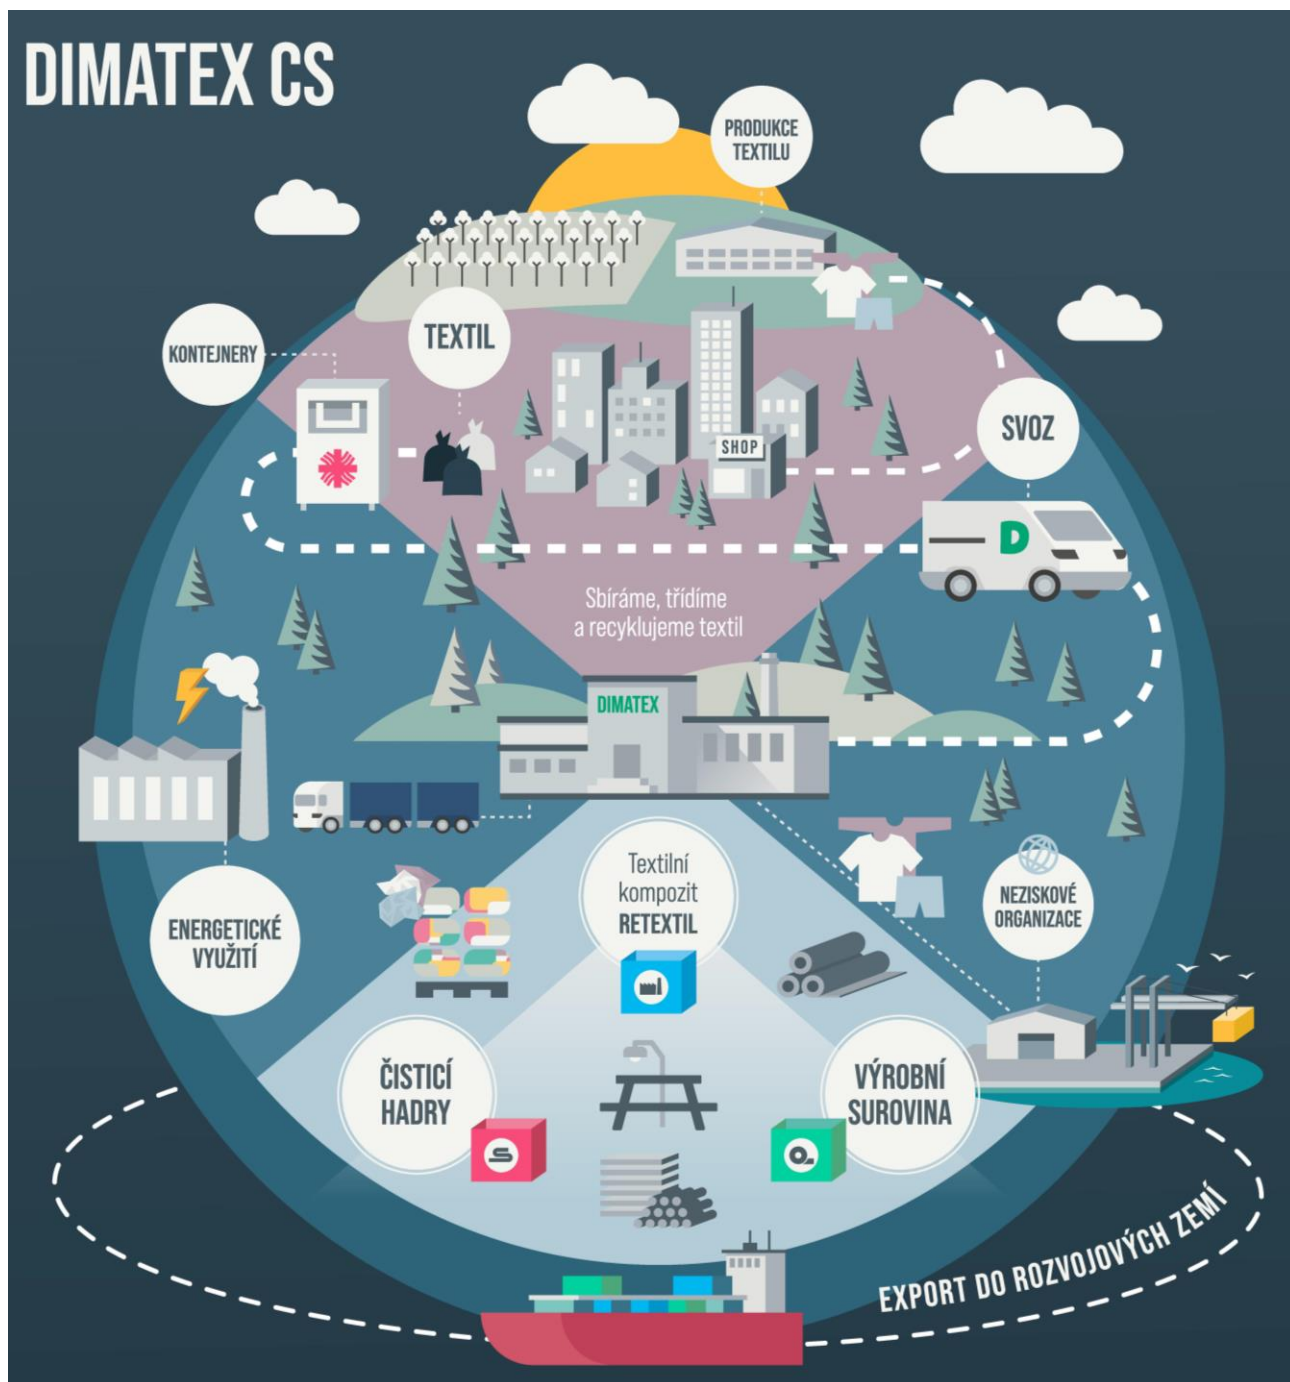 DIMATEX CS
PRODUKCE
TEXTILU
KONTEJNERY
TEXTIL
SHOP
SVOZ
D
Sbíráme, třídíme
a recyklujeme textil
DIMATEX
ENERGETICKÉ
VYUŽITÍ
Textilní
kompozit
RETEXTIL
NEZISKOVÉ
ORGANIZACE
ČISTICÍ
HADRY
VÝROBNÍ
SUROVINA
EXPORT DO ROZVOJOVÝCH ZEMÍ